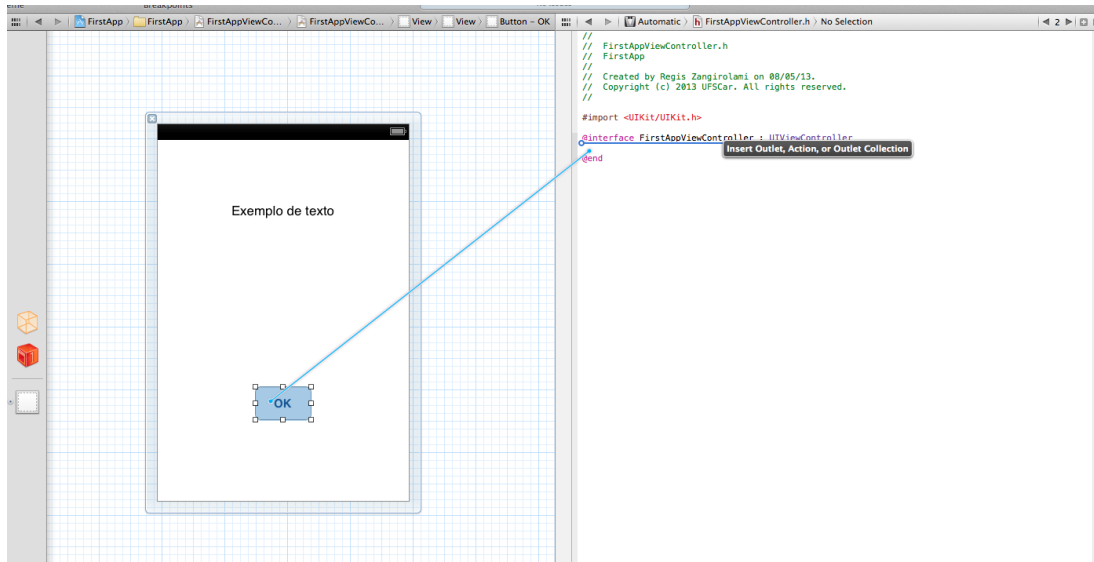 Breakpoints
FirstApp FirstApp FirstAppViewCo... FirstAppViewCo... View View Button - OK
Automatic FirstAppViewController.h No Selection
2
//
// FirstAppViewController.h
// FirstApp
//
// Created by Regis Zangirolami on 08/05/13.
// Copyright (c) 2013 UFSCar. All rights reserved.
//
#import <UIKit/UIKit.h>
@interface FirstAppViewController : UIViewController
Insert Outlet, Action, or Outlet Collection
@end
Exemplo de texto
OK